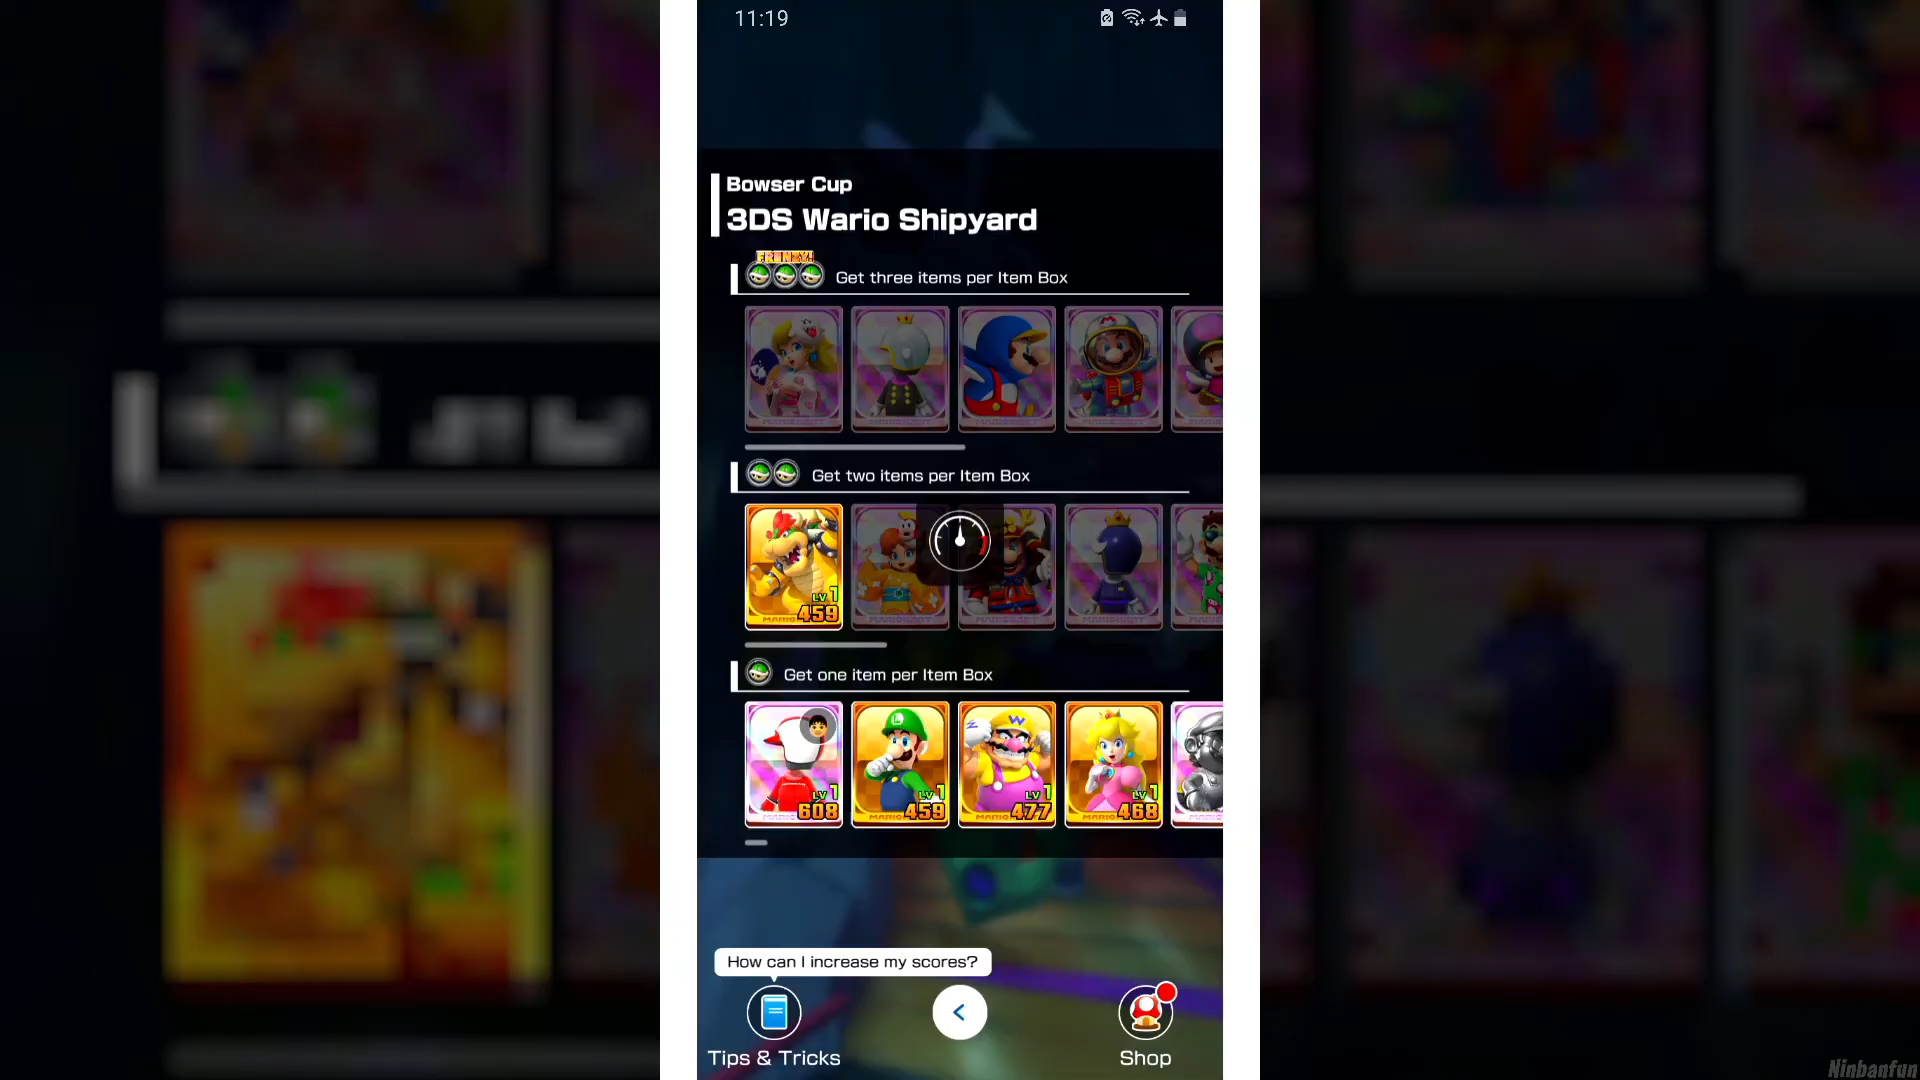 11:19
Bowser Cup
3DS Wario Shipyard
FRENZY!
Get three items per Item Box
Get two items per Item Box
LV 1
459
Get one item per Item Box
LV 1
608
LV 1
459
LV 1
477
LV 1
468
How can I increase my scores?
Tips & Tricks
Shop
Ninbanfun